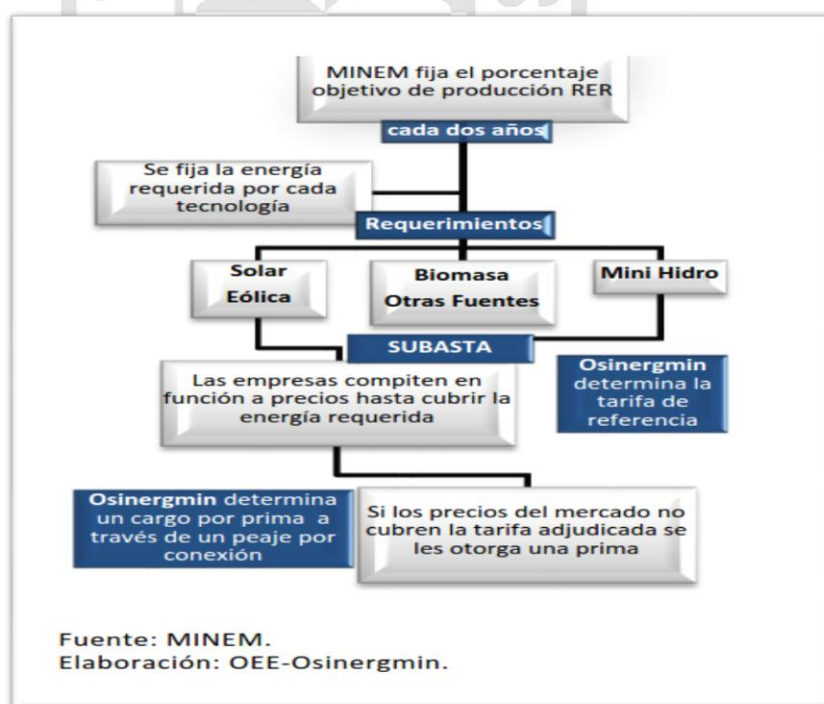 MINEM fija el porcentaje
objetivo de producción RER
cada dos años
Se fija la energía
requerida por cada
tecnología
Requerimientos
Solar
Eólica
Biomasa
Otras Fuentes
Mini Hidro
SUBASTA
Las empresas compiten en
función a precios hasta cubrir la
energía requerida
Osinergmin
determina la
tarifa de
referencia
Osinergmin determina
un cargo por prima a
través de un peaje por
conexión
Si los precios del mercado no
cubren la tarifa adjudicada se
les otorga una prima
Fuente: MINEM.
Elaboración: OEE-Osinergmin.